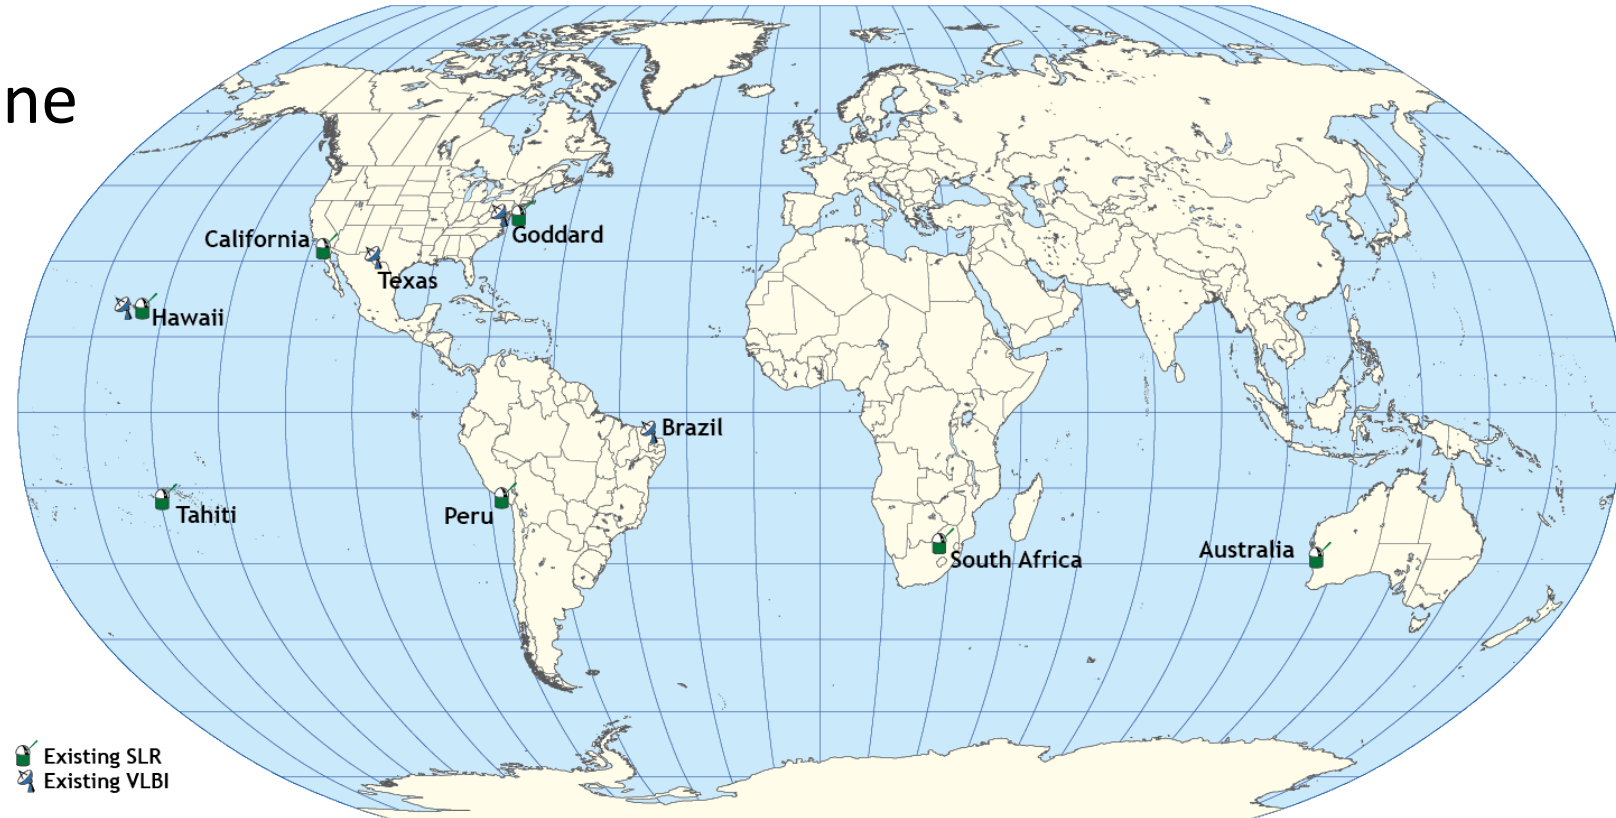 ne
Goddard
California
Texas
Hawaii
Brazil
Tahiti
Peru
South Africa
Australia
Existing SLR
Existing VLBI